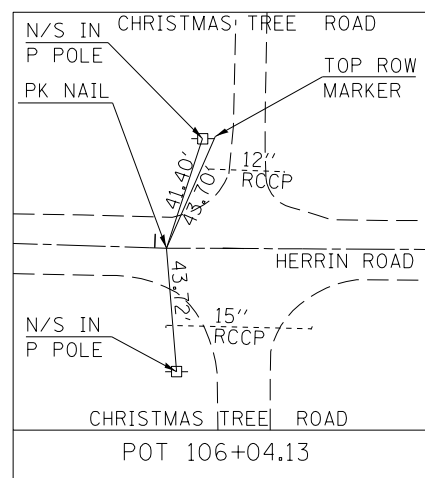 CHRISTMAS TREE ROAD
N/S IN
P POLE
TOP ROW
MARKER
PK NAIL
41.40'
43.70'
12''
RCCP
HERRIN ROAD
43.72'
N/S IN
P POLE
15''
RCCP
CHRISTMAS TREE ROAD
POT 106+04.13